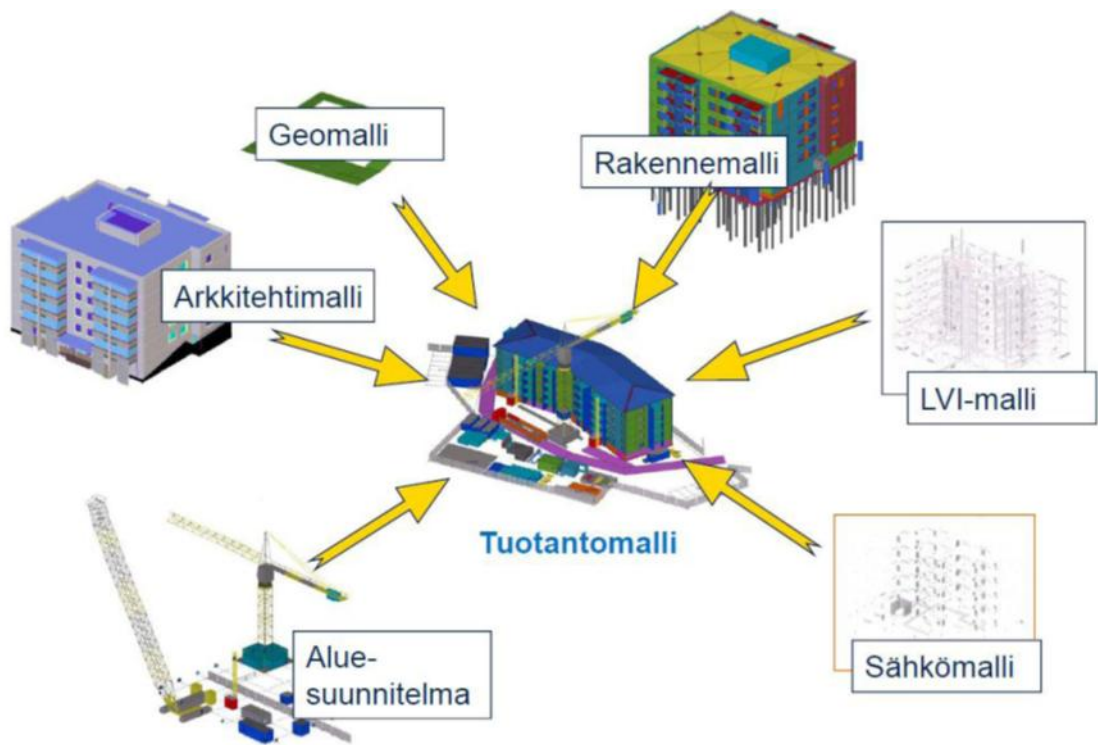 Geomalli
Rakennemalli
Arkkitehtimalli
LVI-malli
Tuotantomalli
Alue-
suunnitelma
Sähkömalli